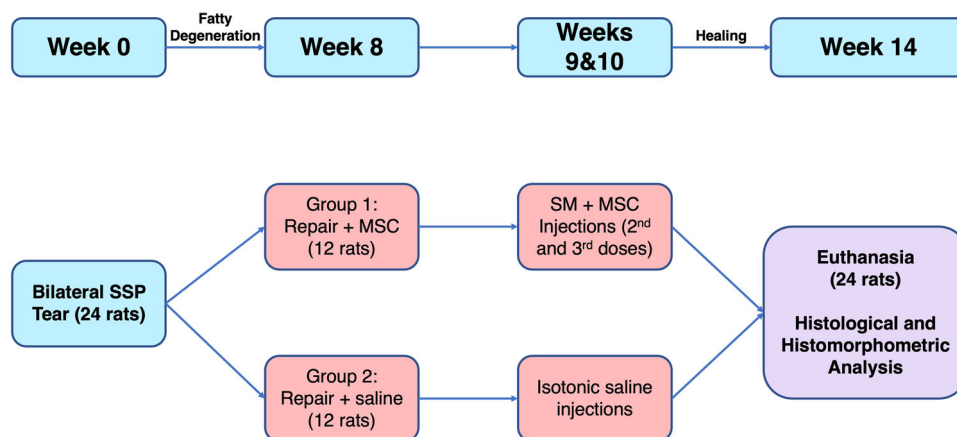 Week 0
Fatty
Degeneration
Week 8
Weeks
9&10
Healing
Week 14
Bilateral SSP
Tear (24 rats)
Group 1:
Repair + MSC
(12 rats)
SM + MSC
Injections (2nd
and 3rd doses)
Group 2:
Repair + saline
(12 rats)
Isotonic saline
injections
Euthanasia
(24 rats)
Histological and
Histomorphometric
Analysis